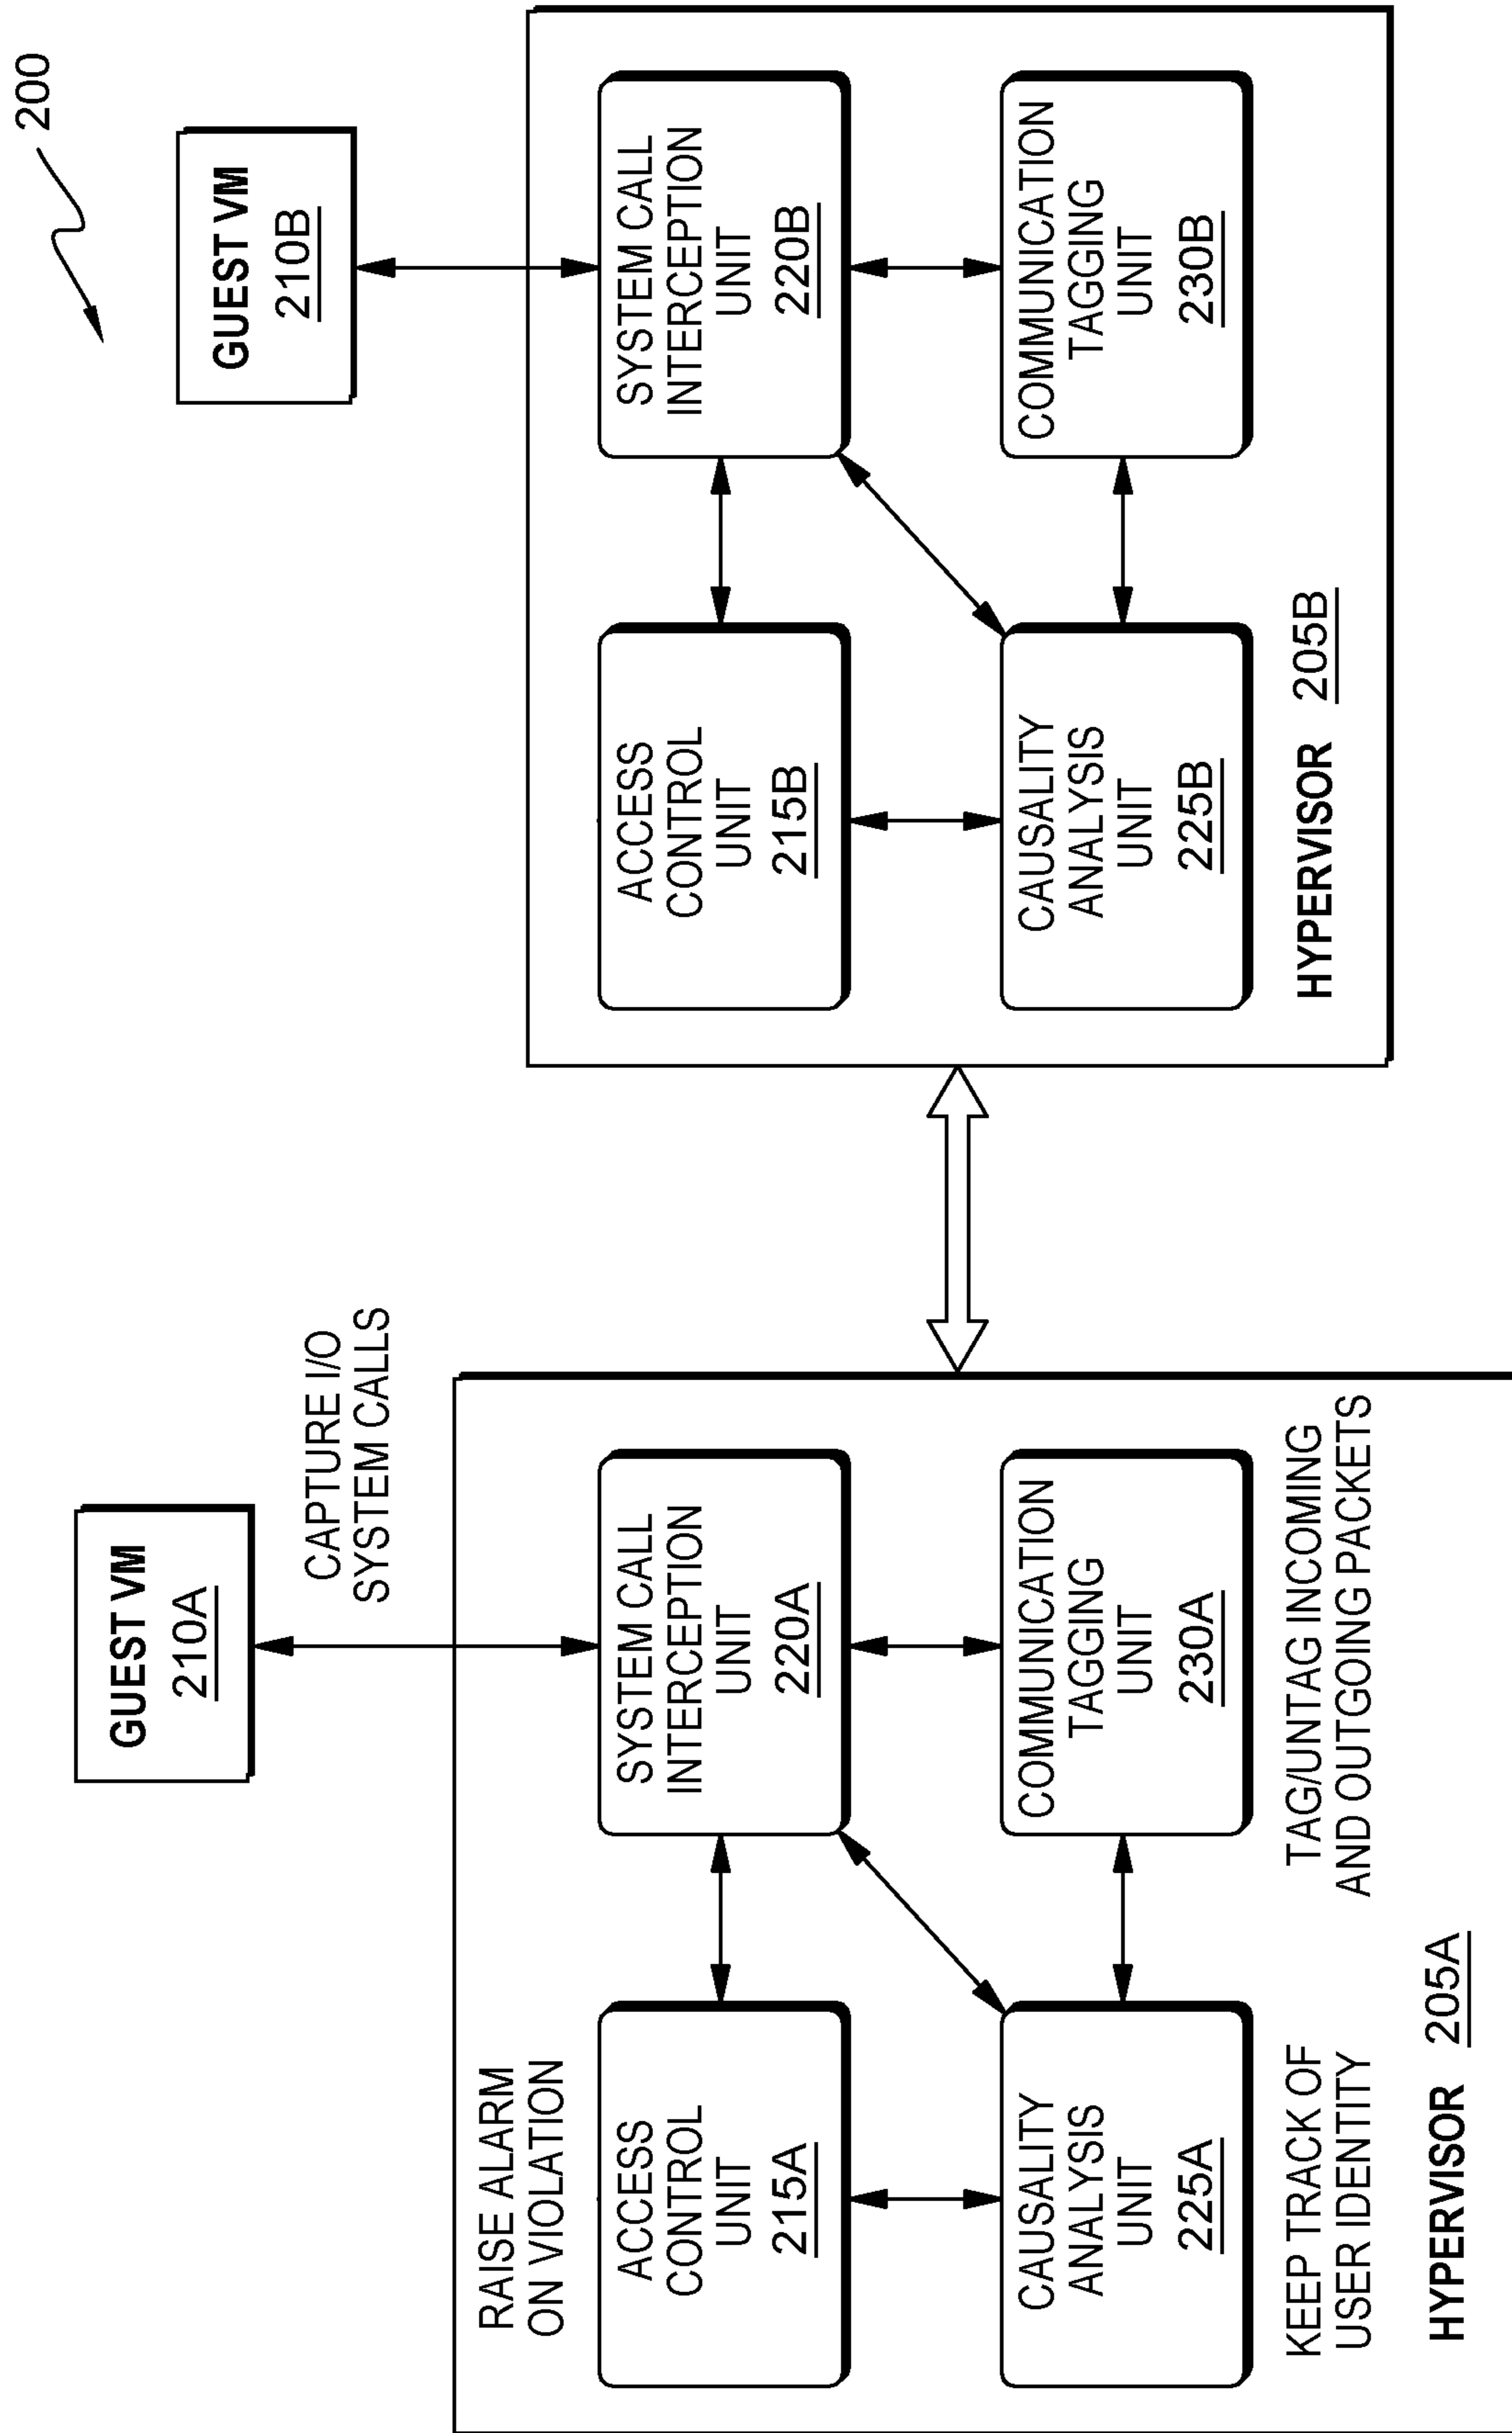 200
GUEST VM
210A
CAPTURE I/O
SYSTEM CALLS
RAISE ALARM
ON VIOLATION
ACCESS
CONTROL
UNIT
215A
SYSTEM CALL
INTERCEPTION
UNIT
220A
CAUSALITY
ANALYSIS
UNIT
225A
COMMUNICATION
TAGGING
UNIT
230A
KEEP TRACK OF
USER IDENTITY
TAG/UNTAG INCOMING
AND OUTGOING PACKETS
HYPERVISOR 205A
GUEST VM
210B
ACCESS
CONTROL
UNIT
215B
SYSTEM CALL
INTERCEPTION
UNIT
220B
CAUSALITY
ANALYSIS
UNIT
225B
COMMUNICATION
TAGGING
UNIT
230B
HYPERVISOR 205B